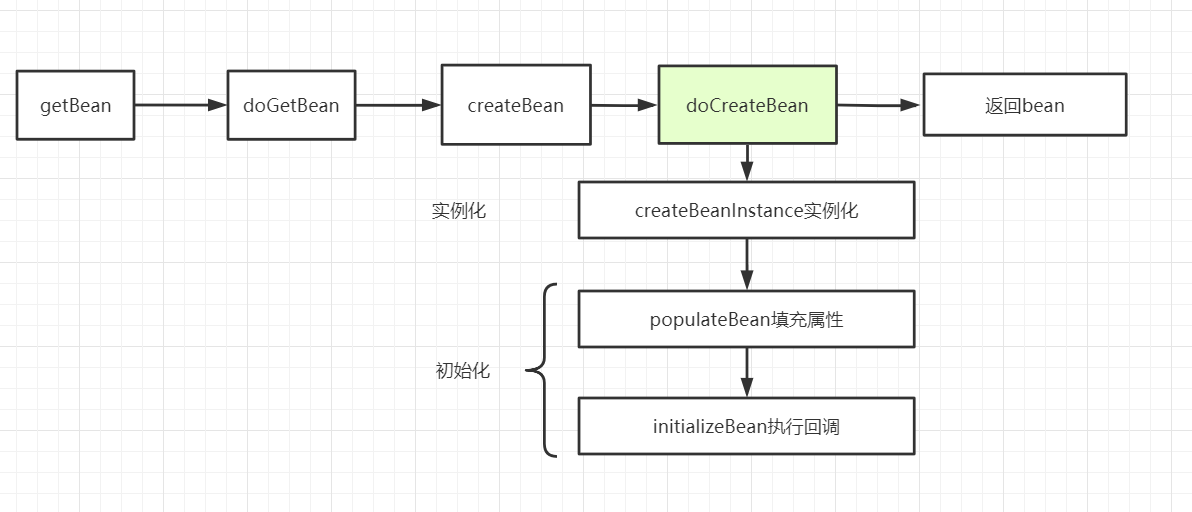 getBean
doGetBean
createBean
doCreateBean
返回bean
实例化
createBeanInstance实例化
populateBean填充属性
初始化
initializeBean执行回调